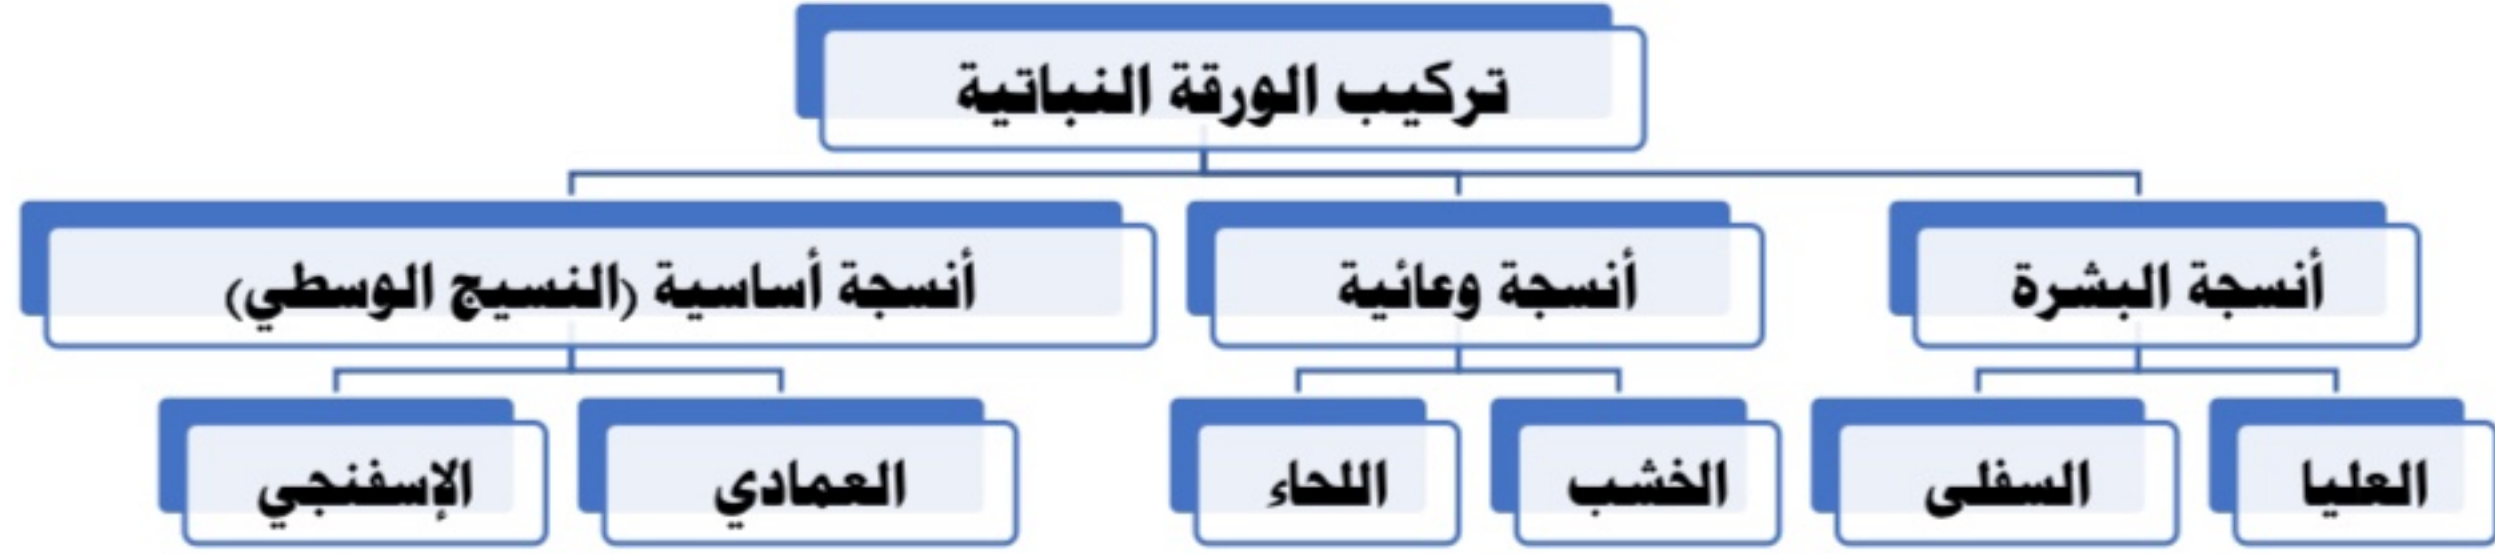 تركيب الورقة النباتية
أنسجة البشرة
أنسجة وعائية
أنسجة أساسية (النسيج الوسطي)
العليا
السفلى
الخشب
اللحاء
العمادي
الإسفنجي